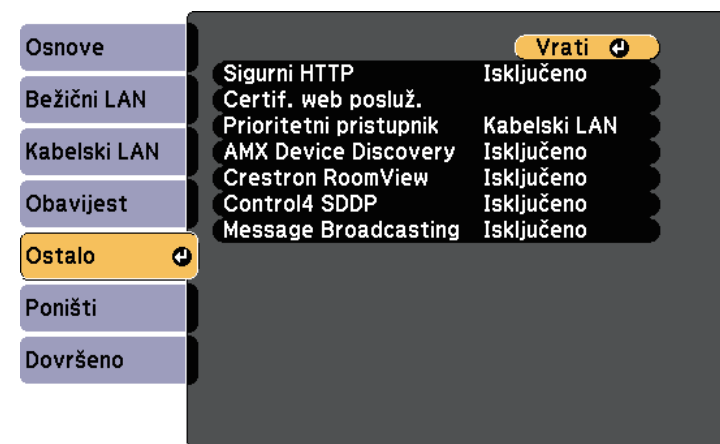 Osnove
Bežični LAN
Kabelski LAN
Obavijest
Ostalo
Poništi
Dovršeno
Vrati
Sigurni HTTP Isključeno
Certif. web posluž.
Prioritetni pristupnik Kabelski LAN
AMX Device Discovery Isključeno
Crestron RoomView Isključeno
Control4 SDDP Isključeno
Message Broadcasting Isključeno